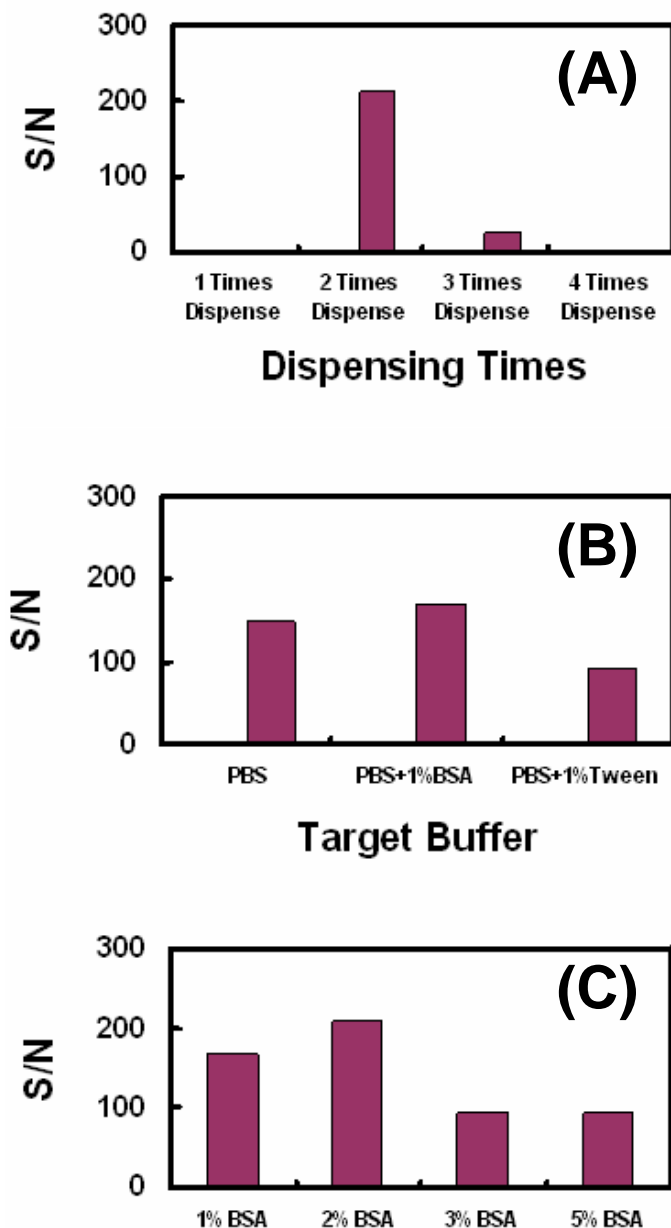 300
(A)
200
S/N
100
0
1 Times 2 Times 3 Times 4 Times
Dispense Dispense Dispense Dispense
Dispensing Times
300
(B)
200
S/N
100
0
PBS PBS+1%BSA PBS+1%Tween
Target Buffer
300
(C)
200
S/N
100
0
1% BSA 2% BSA 3% BSA 5% BSA